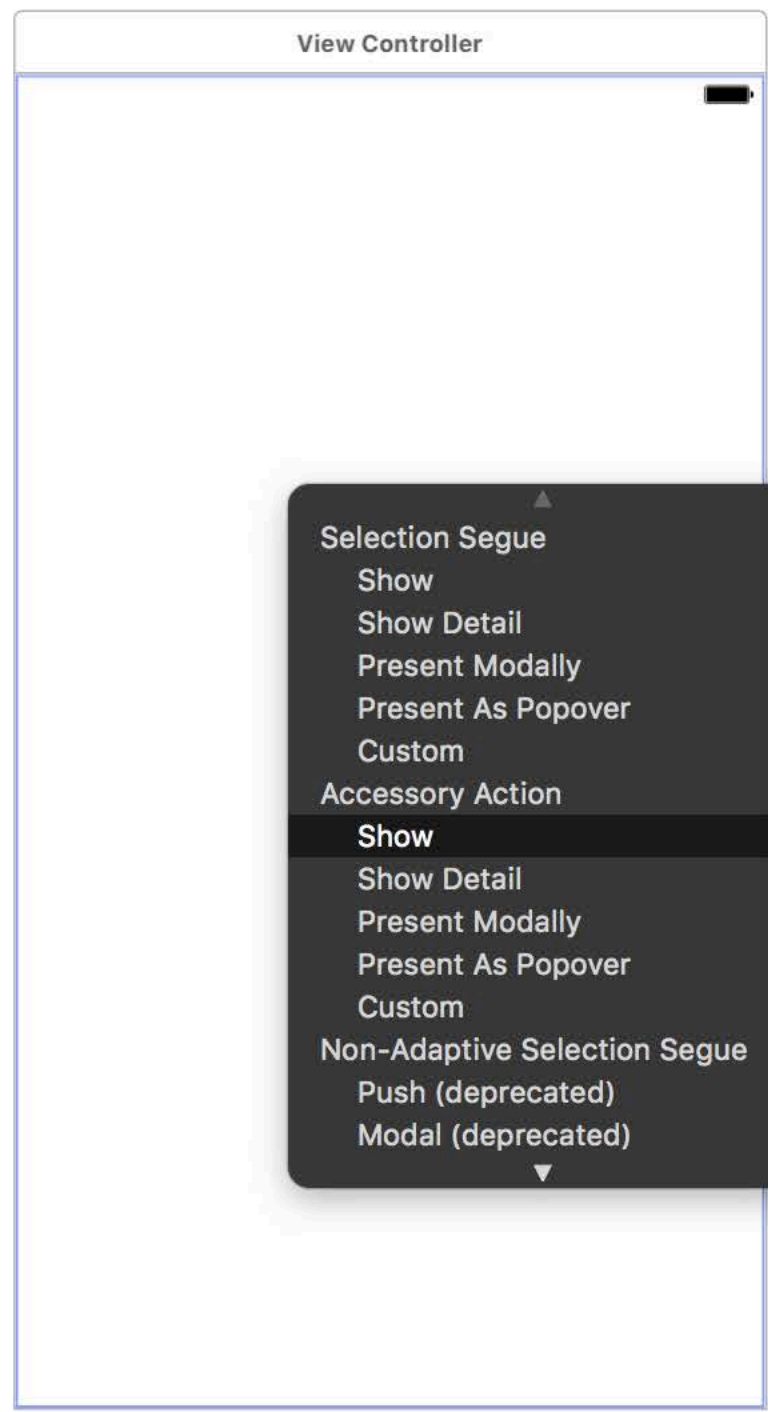 View Controller
Selection Segue
Show
Show Detail
Present Modally
Present As Popover
Custom
Accessory Action
Show
Show Detail
Present Modally
Present As Popover
Custom
Non-Adaptive Selection Segue
Push (deprecated)
Modal (deprecated)